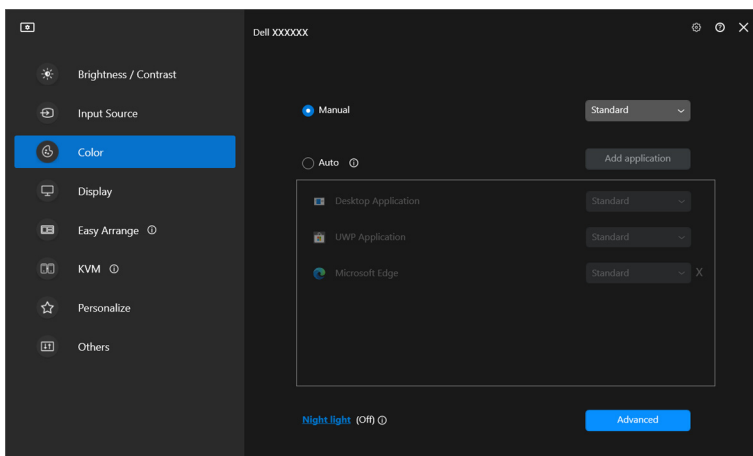 Dell XXXXXX
Brightness / Contrast
Input Source
Color
Display
Easy Arrange
KVM
Personalize
Others
Manual
Standard
Auto
Add application
Desktop Application
Standard
UWP Application
Standard
Microsoft Edge
Standard
X
Night light (Off)
Advanced